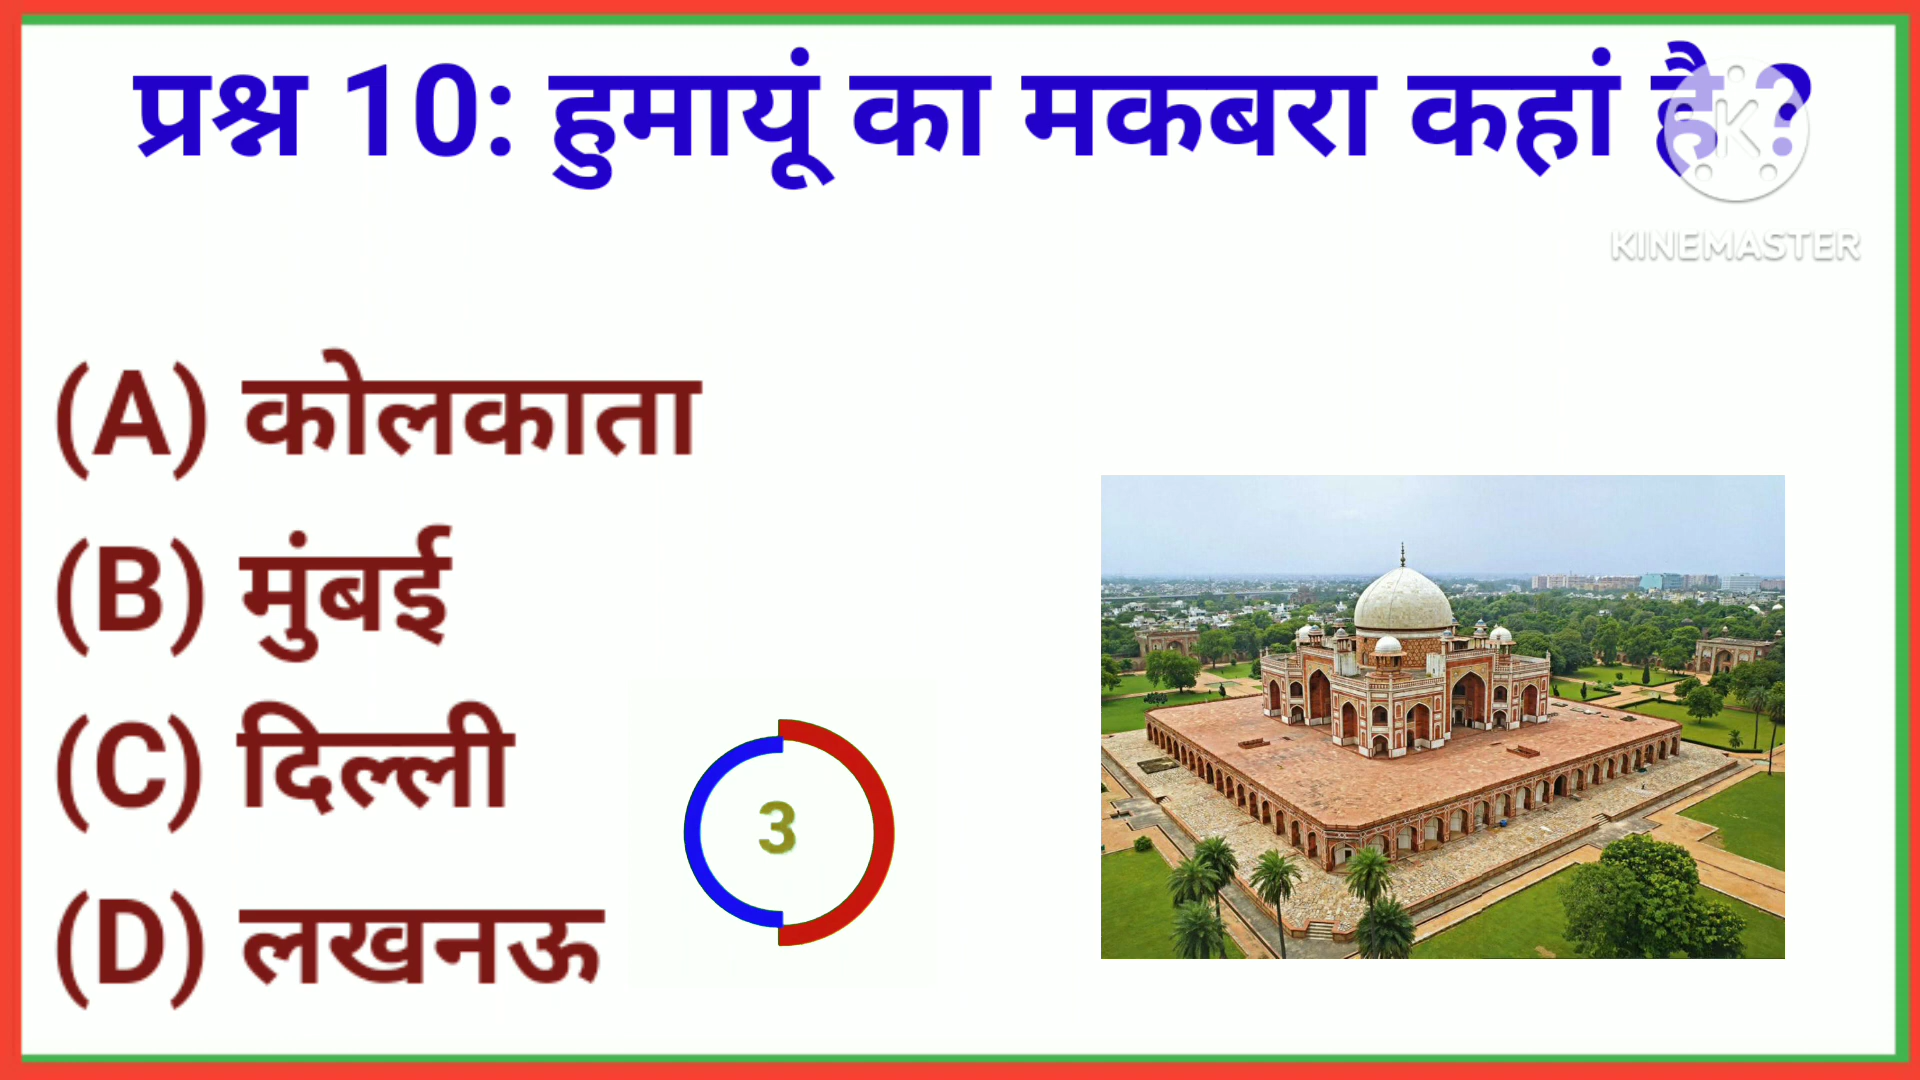 प्रश्न 10: हुमायूं का मकबरा कहां है ?
K
KINEMASTER
(A) कोलकाता
(B) मुंबई
(C) दिल्ली
3
(D) लखनऊ